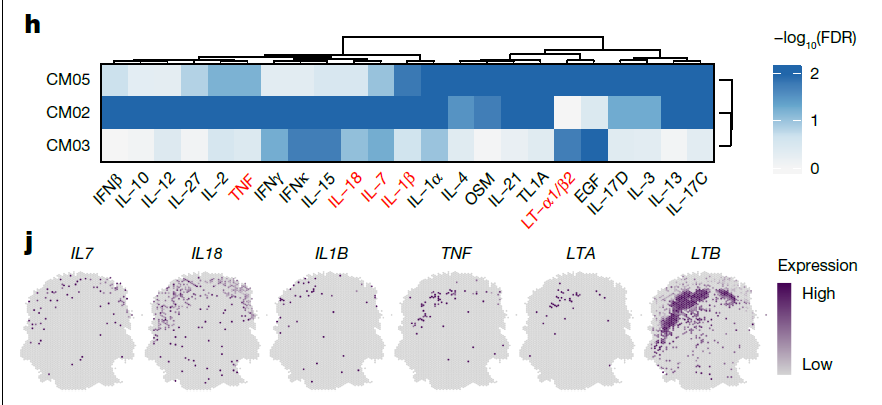 h
−log10(FDR)
CM05
CM02
CM03
2
1
0
IFNβ
IL−10
IL−12
IL−27
IL−2
TNF
IFNγ
IFNκ
IL−15
IL−18
IL−7
IL−1β
IL−1α
IL−4
OSM
IL−21
TL1A
LT−α1/β2
EGF
IL−17D
IL−3
IL−13
IL−17C
j
IL7
IL18
IL1B
TNF
LTA
LTB
Expression
High
Low